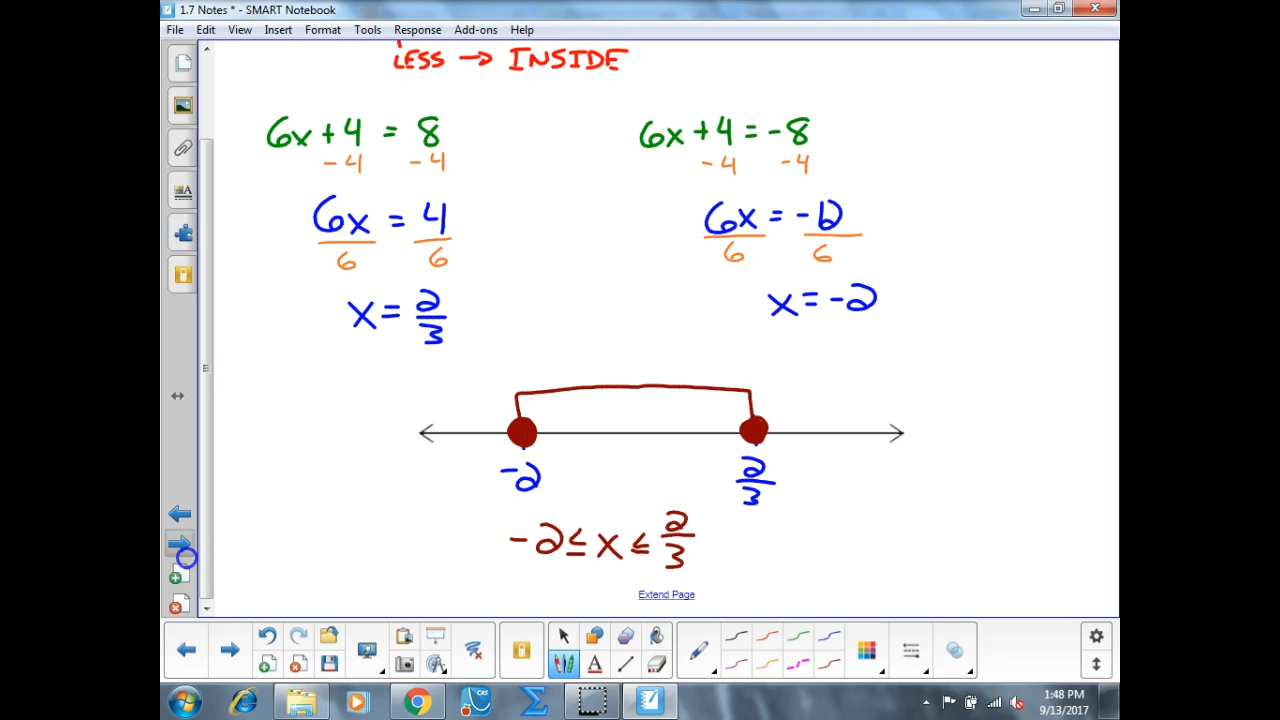 1.7 Notes * - SMART Notebook
File Edit View Insert Format Tools Add-ons Help
LESS → INSIDE
6x + 4 = 8
-4 -4
6x = 4
6 6
x = 2/3
6x + 4 = -8
-4 -4
6x = -12
6 6
x = -2
-2 2/3
-2 ≤ x ≤ 2/3
Extend Page
1:48 PM
9/13/2017